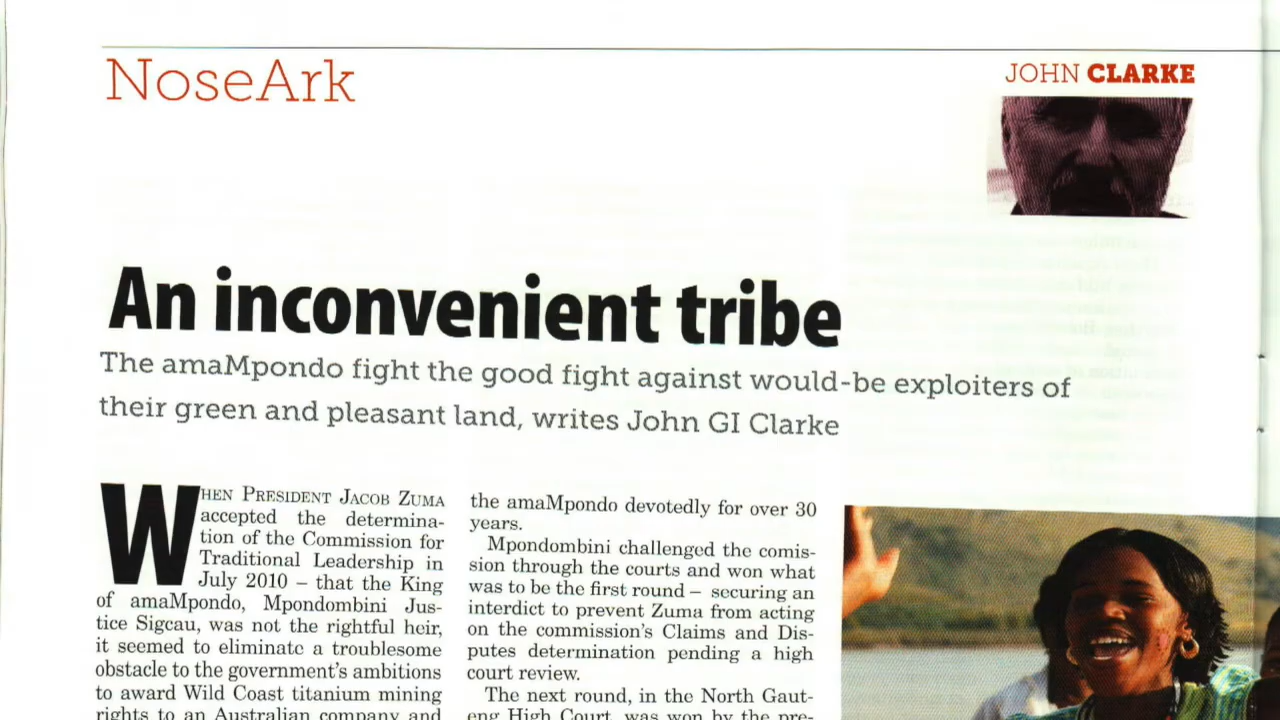 NoseArk
JOHN CLARKE
An inconvenient tribe
The amaMpondo fight the good fight against would-be exploiters of
their green and pleasant land, writes John GI Clarke
WHEN PRESIDENT JACOB ZUMA
accepted the determina-
tion of the Commission for
Traditional Leadership in
July 2010 – that the King
of amaMpondo, Mpondombini Jus-
tice Sigcau, was not the rightful heir,
it seemed to eliminate a troublesome
obstacle to the government's ambitions
to award Wild Coast titanium mining
rights to an Australian company and
the amaMpondo devotedly for over 30
years.
Mpondombini challenged the comis-
sion through the courts and won what
was to be the first round – securing an
interdict to prevent Zuma from acting
on the commission's Claims and Dis-
putes determination pending a high
court review.
The next round, in the North Gaut-
eng High Court, was won by the pre-